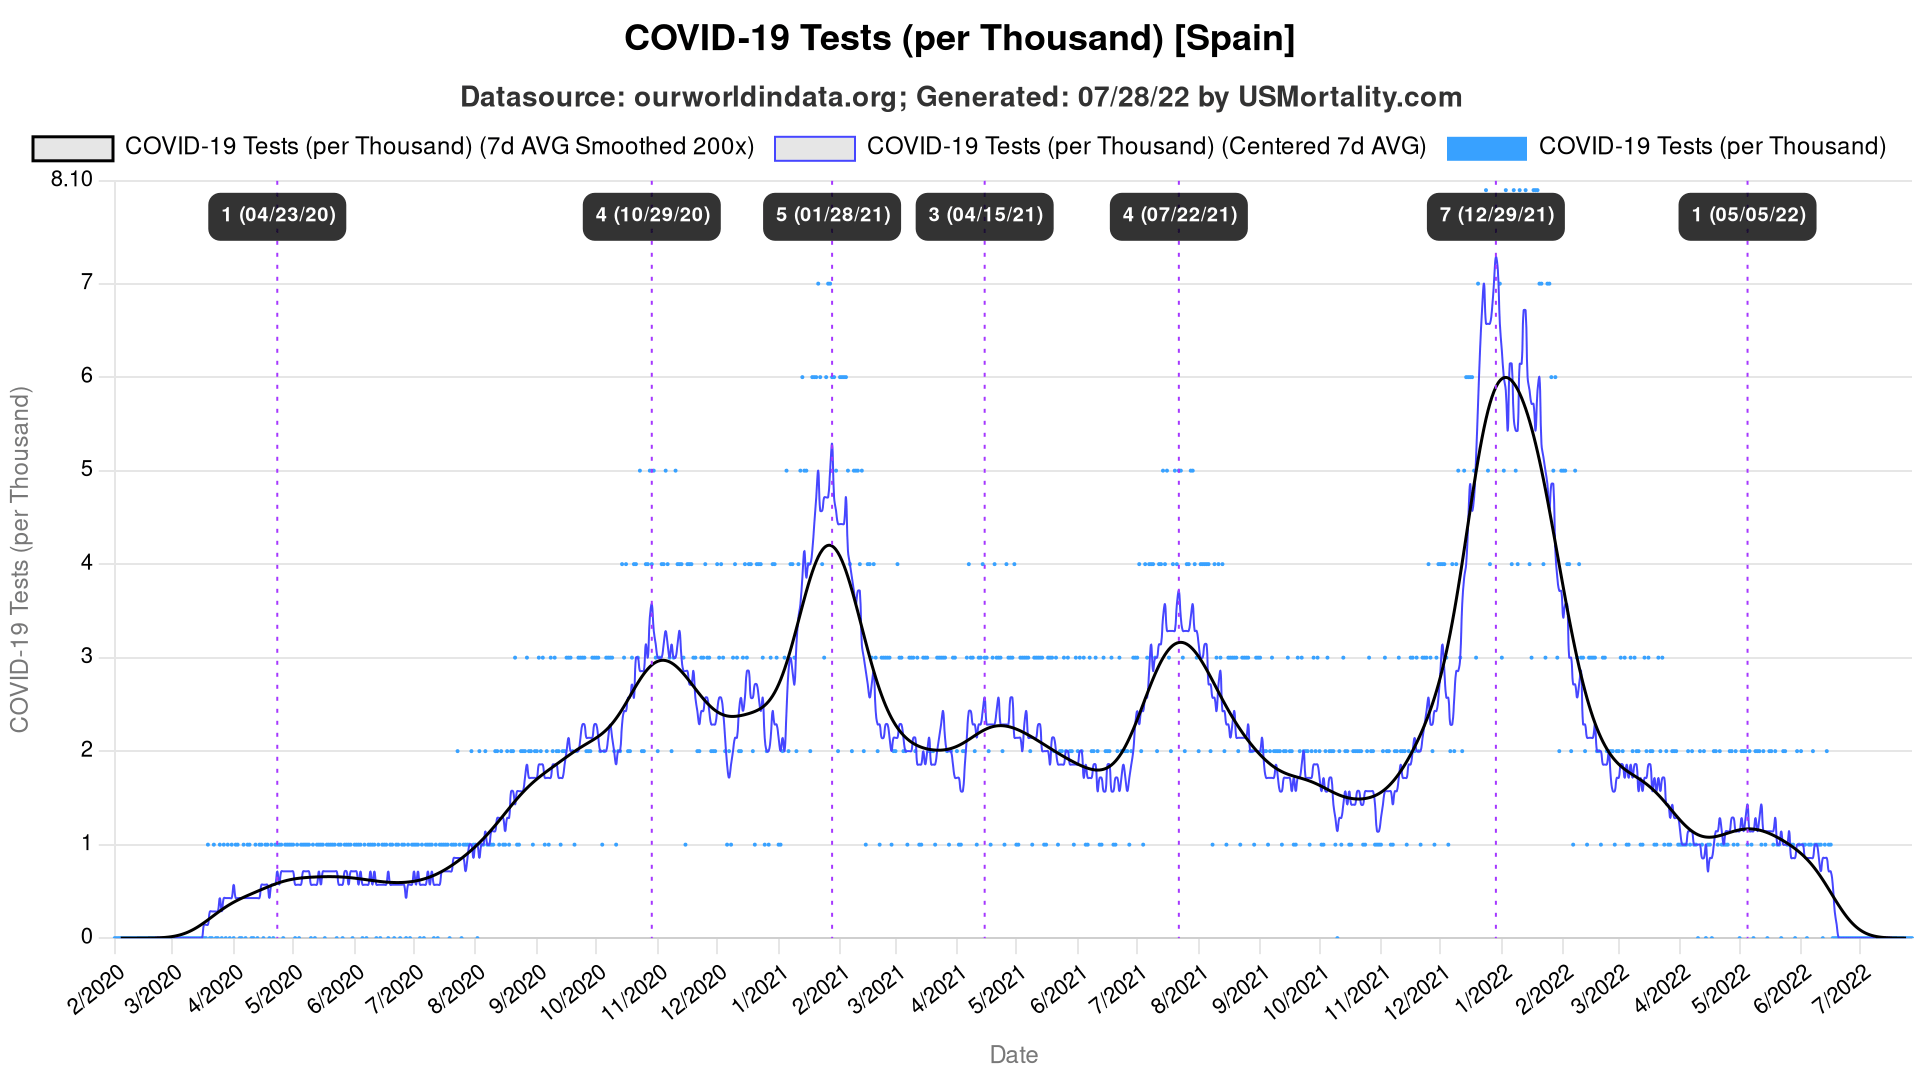 COVID-19 Tests (per Thousand) [Spain]
Datasource: ourworldindata.org; Generated: 07/28/22 by USMortality.com
COVID-19 Tests (per Thousand) (7d AVG Smoothed 200x) COVID-19 Tests (per Thousand) (Centered 7d AVG) COVID-19 Tests (per Thousand)
8.10
1 (04/23/20) 4 (10/29/20) 5 (01/28/21) 3 (04/15/21) 4 (07/22/21) 7 (12/29/21) 1 (05/05/22)
7
6
5
4
3
2
1
0
COVID-19 Tests (per Thousand)
2/2020 3/2020 4/2020 5/2020 6/2020 7/2020 8/2020 9/2020 10/2020 11/2020 12/2020 1/2021 2/2021 3/2021 4/2021 5/2021 6/2021 7/2021 8/2021 9/2021 10/2021 11/2021 12/2021 1/2022 2/2022 3/2022 4/2022 5/2022 6/2022 7/2022
Date